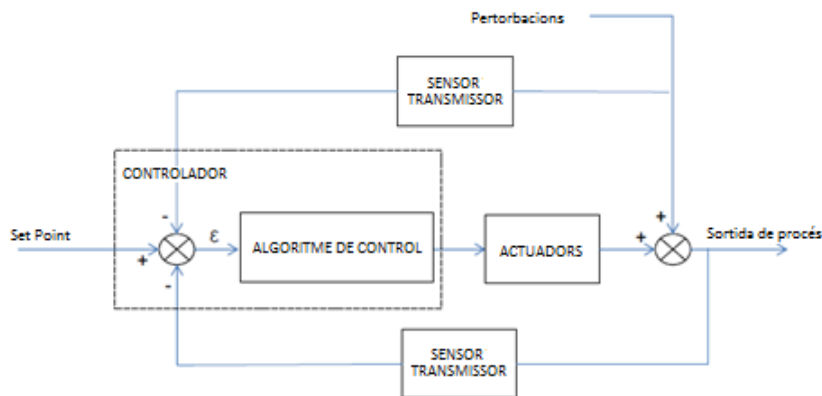 Pertorbacions
SENSOR
TRANSMISSOR
CONTROLADOR
-
+
Set Point
+
ε
ALGORITME DE CONTROL
ACTUADORS
+
Sortida de procés
-
SENSOR
TRANSMISSOR